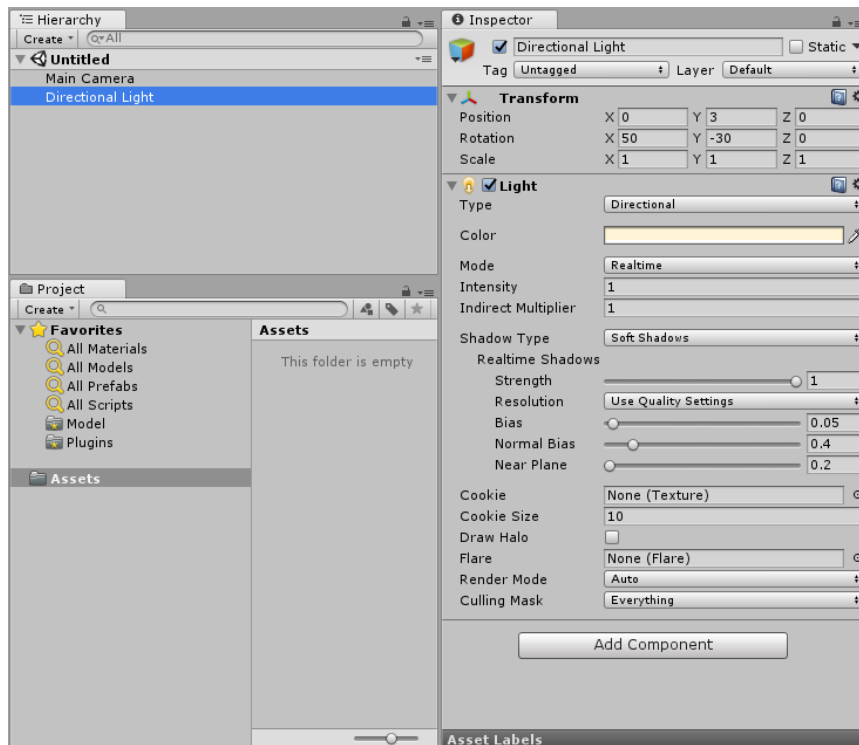 Hierarchy
Create
All
Untitled
Main Camera
Directional Light
Project
Create
Favorites
All Materials
All Models
All Prefabs
All Scripts
Model
Plugins
Assets
Assets
This folder is empty
Inspector
Directional Light
Static
Tag Untagged Layer Default
Transform
Position X 0 Y 3 Z 0
Rotation X 50 Y -30 Z 0
Scale X 1 Y 1 Z 1
Light
Type Directional
Color
Mode Realtime
Intensity 1
Indirect Multiplier 1
Shadow Type Soft Shadows
Realtime Shadows
Strength 1
Resolution Use Quality Settings
Bias 0.05
Normal Bias 0.4
Near Plane 0.2
Cookie None (Texture)
Cookie Size 10
Draw Halo
Flare None (Flare)
Render Mode Auto
Culling Mask Everything
Add Component
Asset Labels